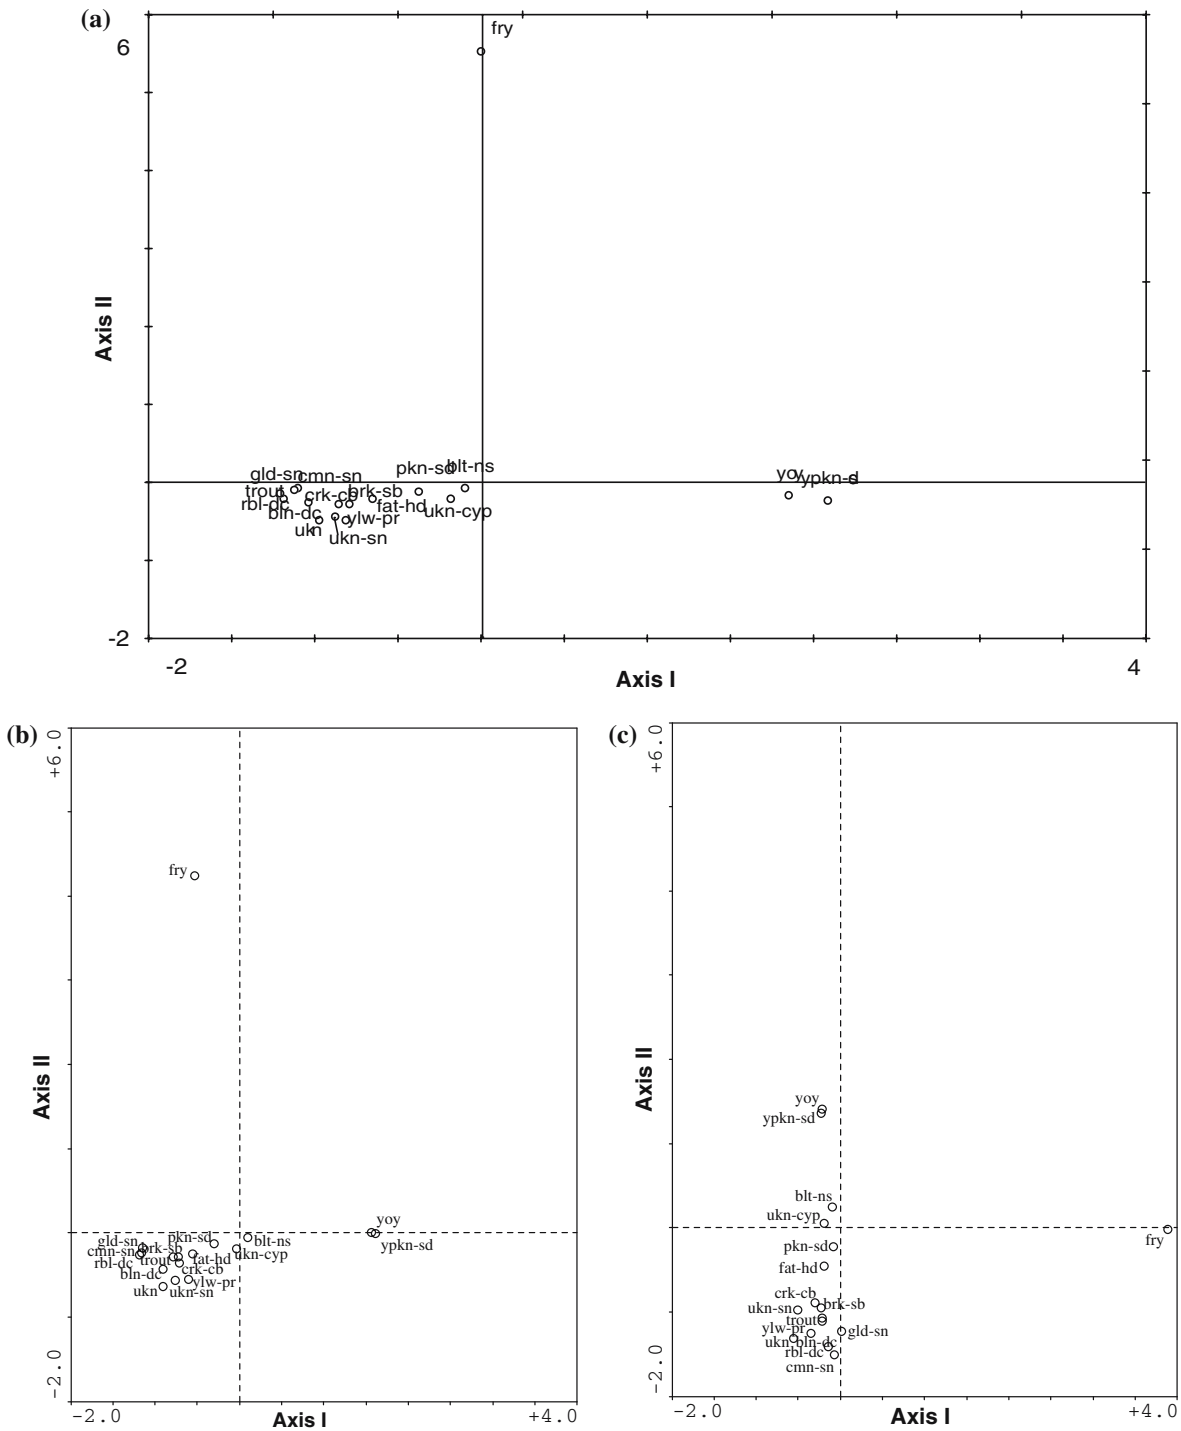 (a)
6
fry
Axis II
gld-sn
cmn-sn
pkn-sd
blt-ns
yoy
ypkn-sd
trout
crk-cb
brk-sb
rbl-dc
bln-dc
fat-hd
ukn-cyp
ukn
ylw-pr
ukn-sn
-2
-2
Axis I
4
(b)
+6.0
fry
Axis II
yoy
gld-sn
pkn-sd
blt-ns
ypkn-sd
cmn-sn
brk-sb
ukn-cyp
rbl-dc
trout
fat-hd
bln-dc
crk-cb
ukn
ukn-sn
ylw-pr
-2.0
-2.0
Axis I
+4.0
(c)
+6.0
Axis II
yoy
ypkn-sd
blt-ns
ukn-cyp
fry
pkn-sd
fat-hd
crk-cb
ukn-sn
brk-sb
trout
ylw-pr
gld-sn
ukn
bln-dc
rbl-dc
cmn-sn
-2.0
-2.0
Axis I
+4.0